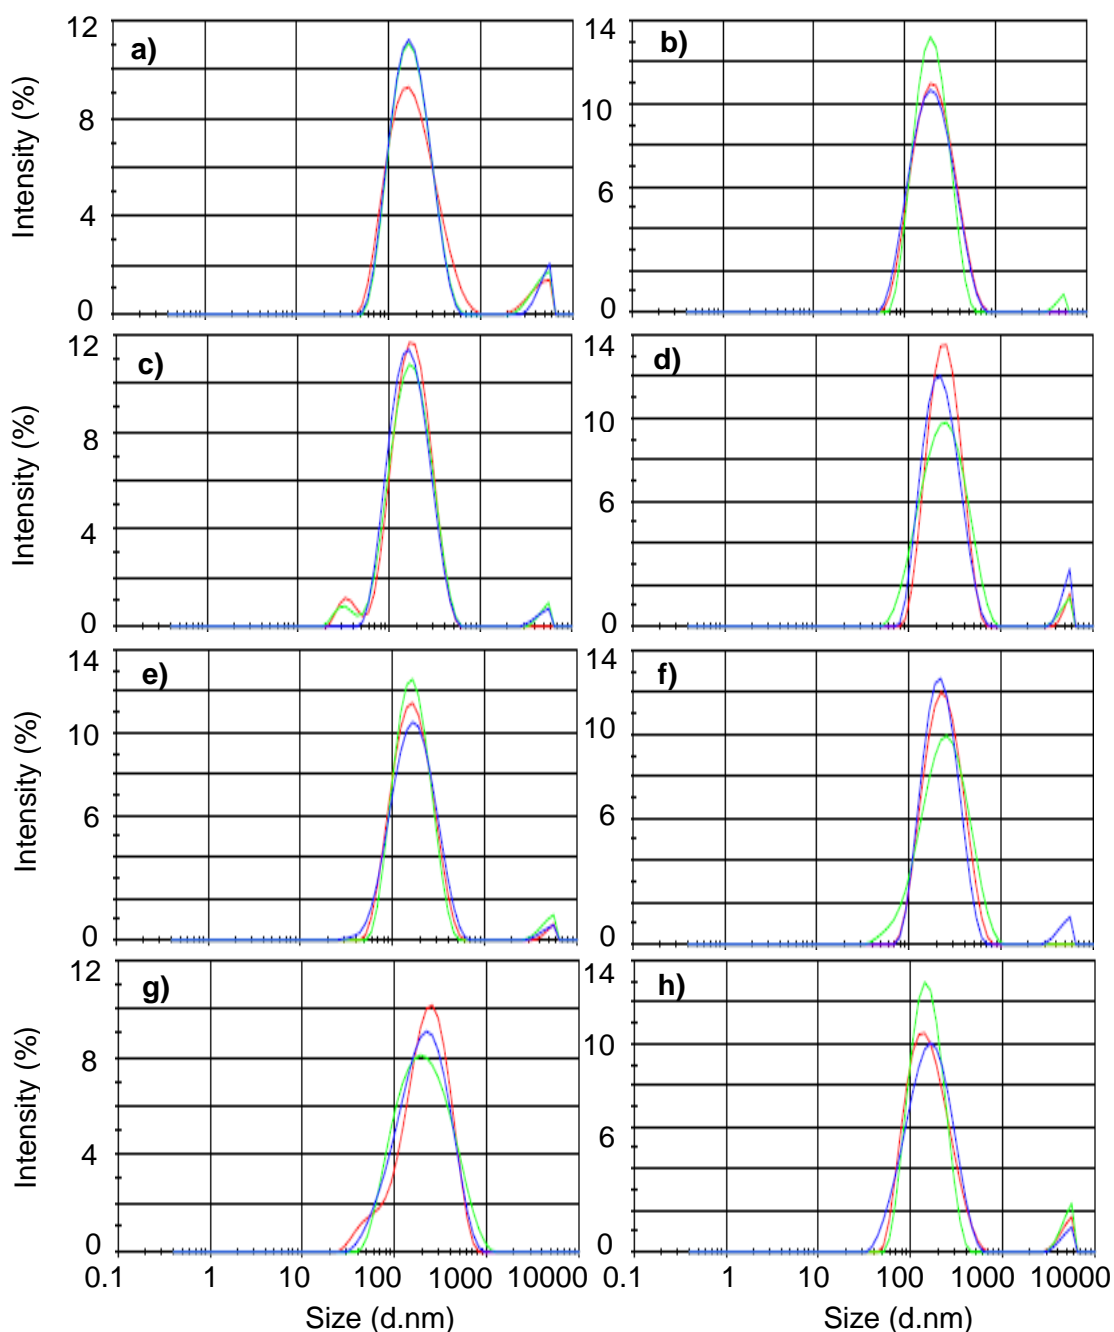 12 14
a) b)
Intensity (%)
8 10
4 6
0 0
12 14
c) d)
Intensity (%)
8 10
4 6
0 0
14 14
e) f)
Intensity (%)
10 10
6 6
0 0
12 14
g) h)
Intensity (%)
8 10
4 6
0 0
0.1 1 10 100 1000 10000 0.1 1 10 100 1000 10000
Size (d.nm) Size (d.nm)